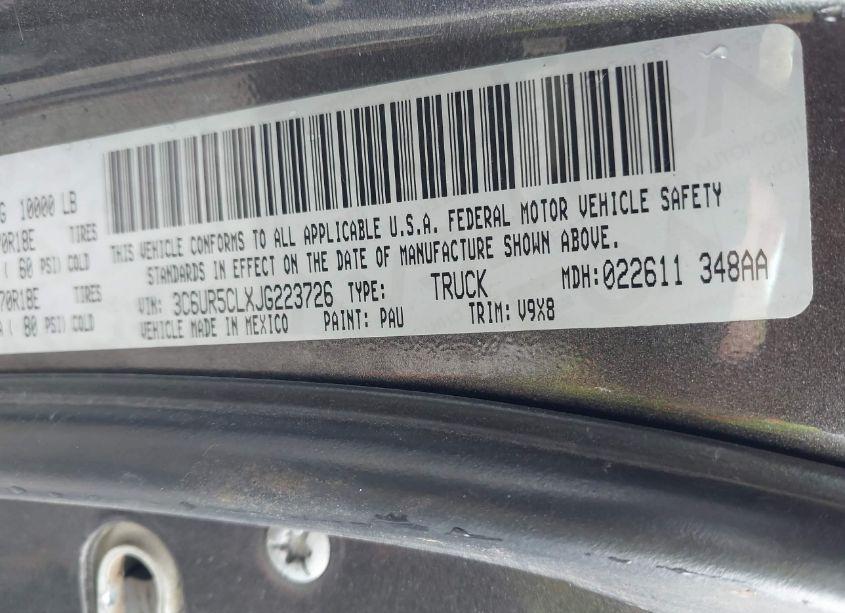 G 10000 LB
70R18E TIRES
( 60 PSI) COLD
70R18E TIRES
( 80 PSI) COLD
THIS VEHICLE CONFORMS TO ALL APPLICABLE U.S.A. FEDERAL MOTOR VEHICLE SAFETY
STANDARDS IN EFFECT ON THE DATE OF MANUFACTURE SHOWN ABOVE.
VIN: 3C6UR5CLXJG223726 TYPE: TRUCK MDH:022611 348AA
VEHICLE MADE IN MEXICO PAINT: PAU TRIM: V9X8